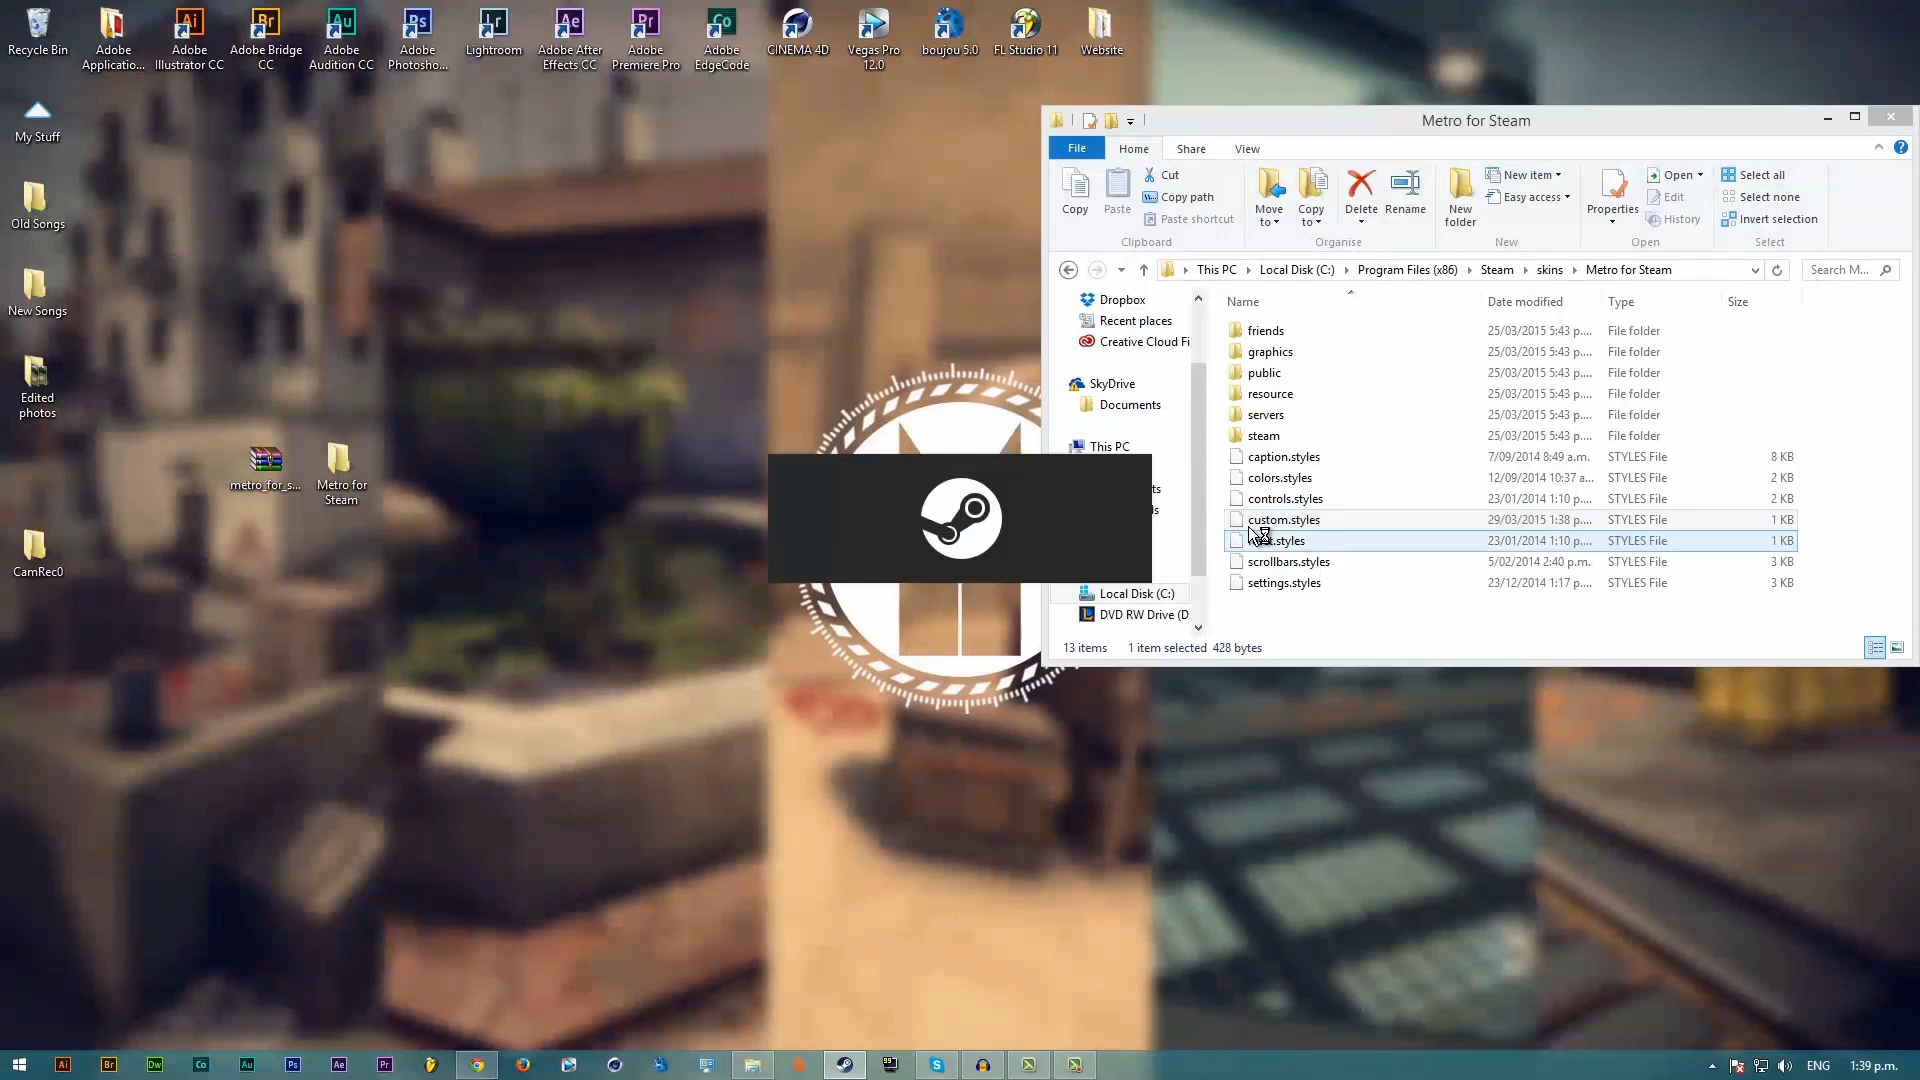 Recycle Bin
Adobe
Applicatio...
Adobe
Illustrator CC
Adobe Bridge
CC
Adobe
Audition CC
Adobe
Photosho...
Lightroom
Adobe After
Effects CC
Adobe
Premiere Pro
Adobe
EdgeCode
CINEMA 4D
Vegas Pro
12.0
boujou 5.0
FL Studio 11
Website
My Stuff
Old Songs
New Songs
Edited
photos
metro_for_s...
Metro for
Steam
CamRec0
Metro for Steam
File
Home
Share
View
Copy
Paste
Cut
Copy path
Paste shortcut
Clipboard
Move
to
Copy
to
Delete
Rename
Organise
New
folder
New item
Easy access
New
Properties
Open
Edit
History
Open
Select all
Select none
Invert selection
Select
This PC
Local Disk (C:)
Program Files (x86)
Steam
skins
Metro for Steam
Search M...
Dropbox
Recent places
Creative Cloud Fi
SkyDrive
Documents
This PC
Local Disk (C:)
DVD RW Drive (D
Name Date modified Type Size
friends 25/03/2015 5:43 p.... File folder
graphics 25/03/2015 5:43 p.... File folder
public 25/03/2015 5:43 p.... File folder
resource 25/03/2015 5:43 p.... File folder
servers 25/03/2015 5:43 p.... File folder
steam 25/03/2015 5:43 p.... File folder
caption.styles 7/09/2014 8:49 a.m. STYLES File 8 KB
colors.styles 12/09/2014 10:37 a... STYLES File 2 KB
controls.styles 23/01/2014 1:10 p.... STYLES File 2 KB
custom.styles 29/03/2015 1:38 p.... STYLES File 1 KB
.styles 23/01/2014 1:10 p.... STYLES File 1 KB
scrollbars.styles 5/02/2014 2:40 p.m. STYLES File 3 KB
settings.styles 23/12/2014 1:17 p.... STYLES File 3 KB
13 items 1 item selected 428 bytes
Ai
Br
Dw
Co
Au
Ps
Ae
Pr
99
ENG
1:39 p.m.